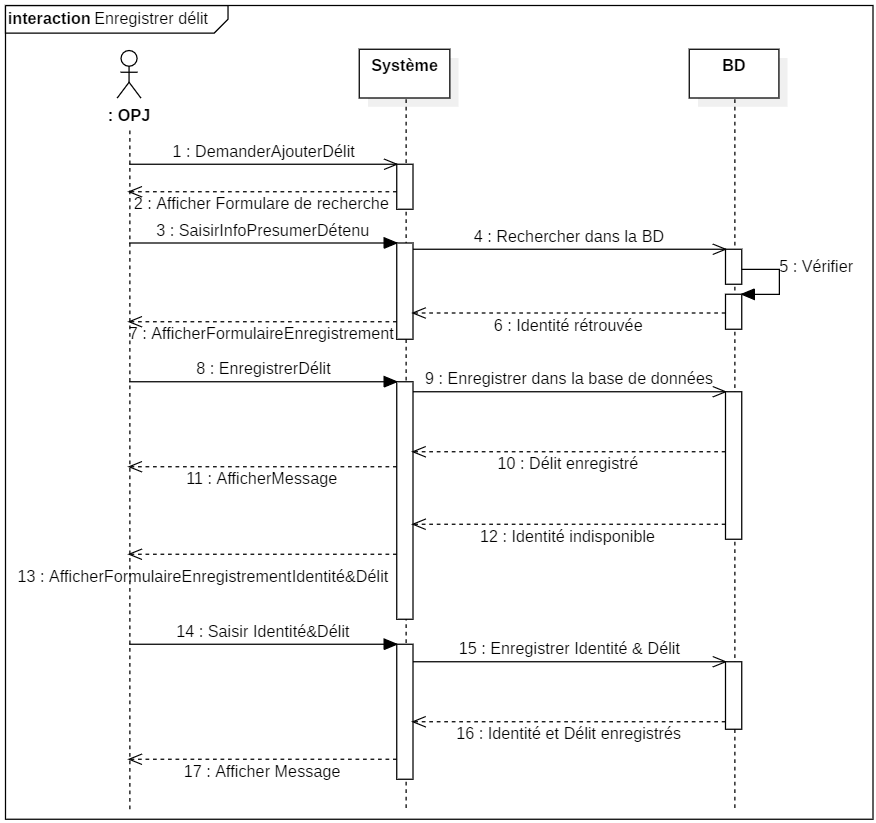 interaction Enregistrer délit
Système
BD
: OPJ
1 : DemanderAjouterDélit
2 : Afficher Formulare de recherche
3 : SaisirInfoPresumerDétenu
4 : Rechercher dans la BD
5 : Vérifier
6 : Identité rétrouvée
7 : AfficherFormulaireEnregistrement
8 : EnregistrerDélit
9 : Enregistrer dans la base de données
10 : Délit enregistré
11 : AfficherMessage
12 : Identité indisponible
13 : AfficherFormulaireEnregistrementIdentité&Délit
14 : Saisir Identité&Délit
15 : Enregistrer Identité & Délit
16 : Identité et Délit enregistrés
17 : Afficher Message